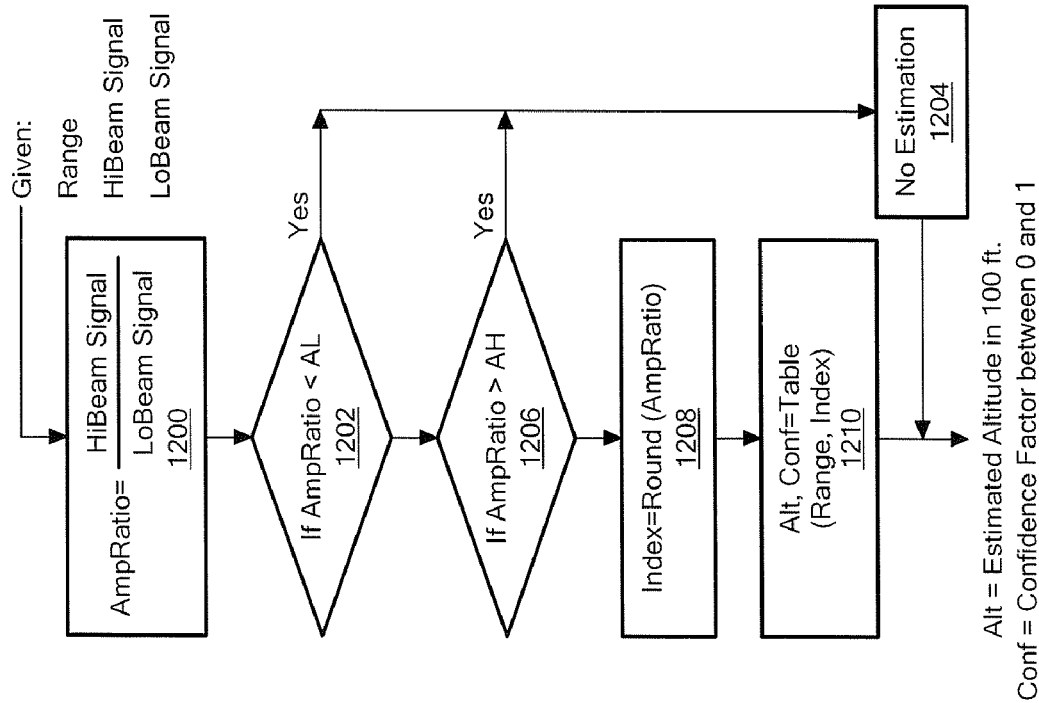 Given:
Range
HiBeam Signal
LoBeam Signal
AmpRatio= HiBeam Signal
LoBeam Signal
1200
If AmpRatio < AL
1202
Yes
If AmpRatio > AH
1206
Yes
No Estimation
1204
Index=Round (AmpRatio)
1208
Alt, Conf=Table
(Range, Index)
1210
Alt = Estimated Altitude in 100 ft.
Conf = Confidence Factor between 0 and 1